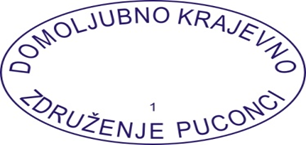 DOMOLJUBNO KRAJEVNO
1
ZDRUŽENJE PUCONCI